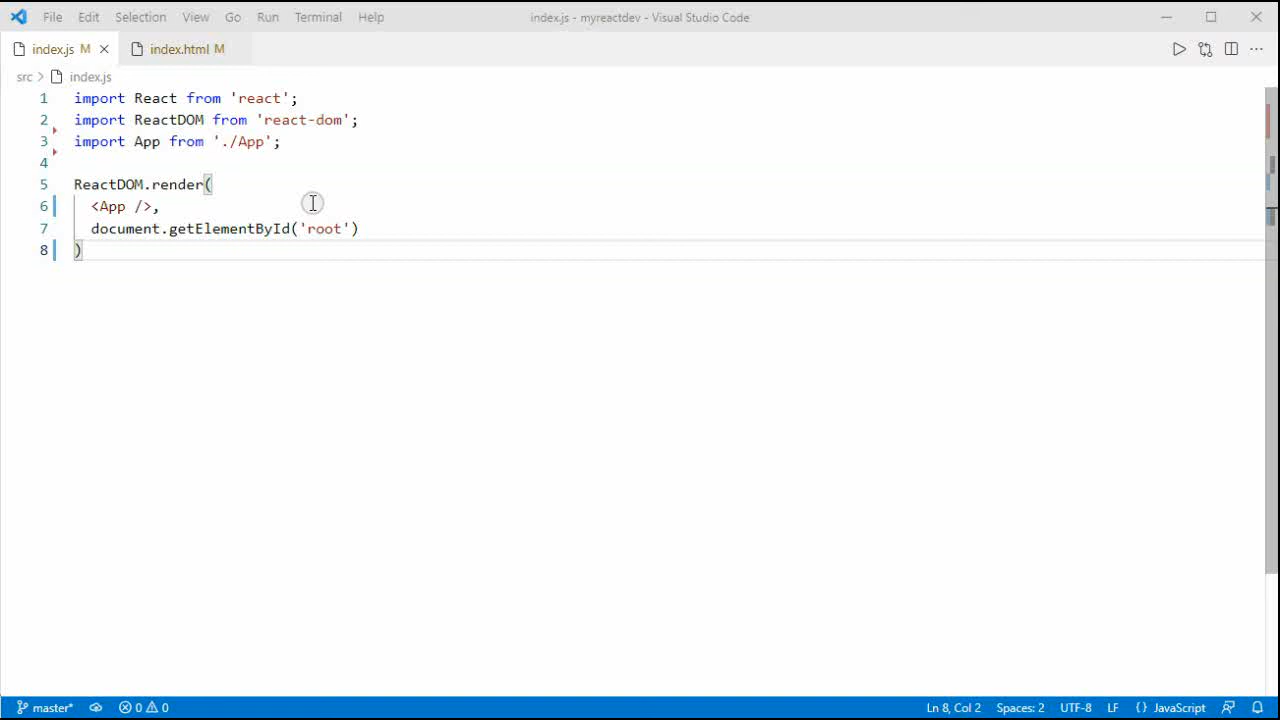 File Edit Selection View Go Run Terminal Help index.js - myreactdev - Visual Studio Code
index.js M index.html M
src > index.js
1 import React from 'react';
2 import ReactDOM from 'react-dom';
3 import App from './App';
4
5 ReactDOM.render(
6 <App />,
7 document.getElementById('root')
8 )
master* 0 0 Ln 8, Col 2 Spaces: 2 UTF-8 LF {} JavaScript